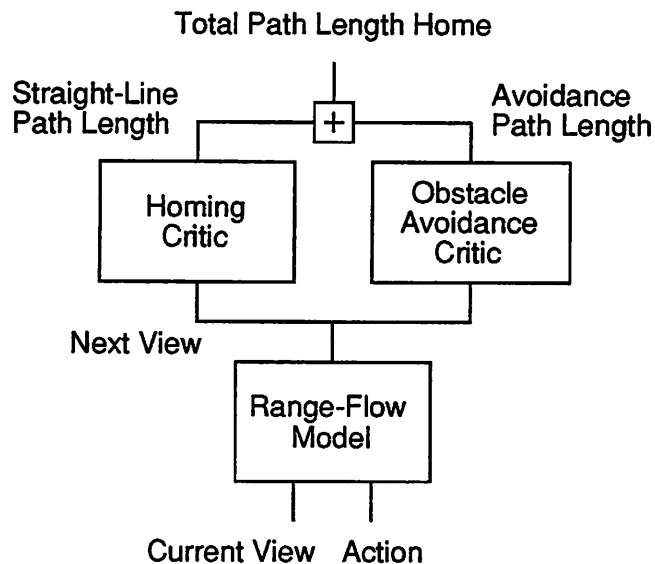 Total Path Length Home
Straight-Line
Path Length
Avoidance
Path Length
+
Homing
Critic
Obstacle
Avoidance
Critic
Next View
Range-Flow
Model
Current View
Action